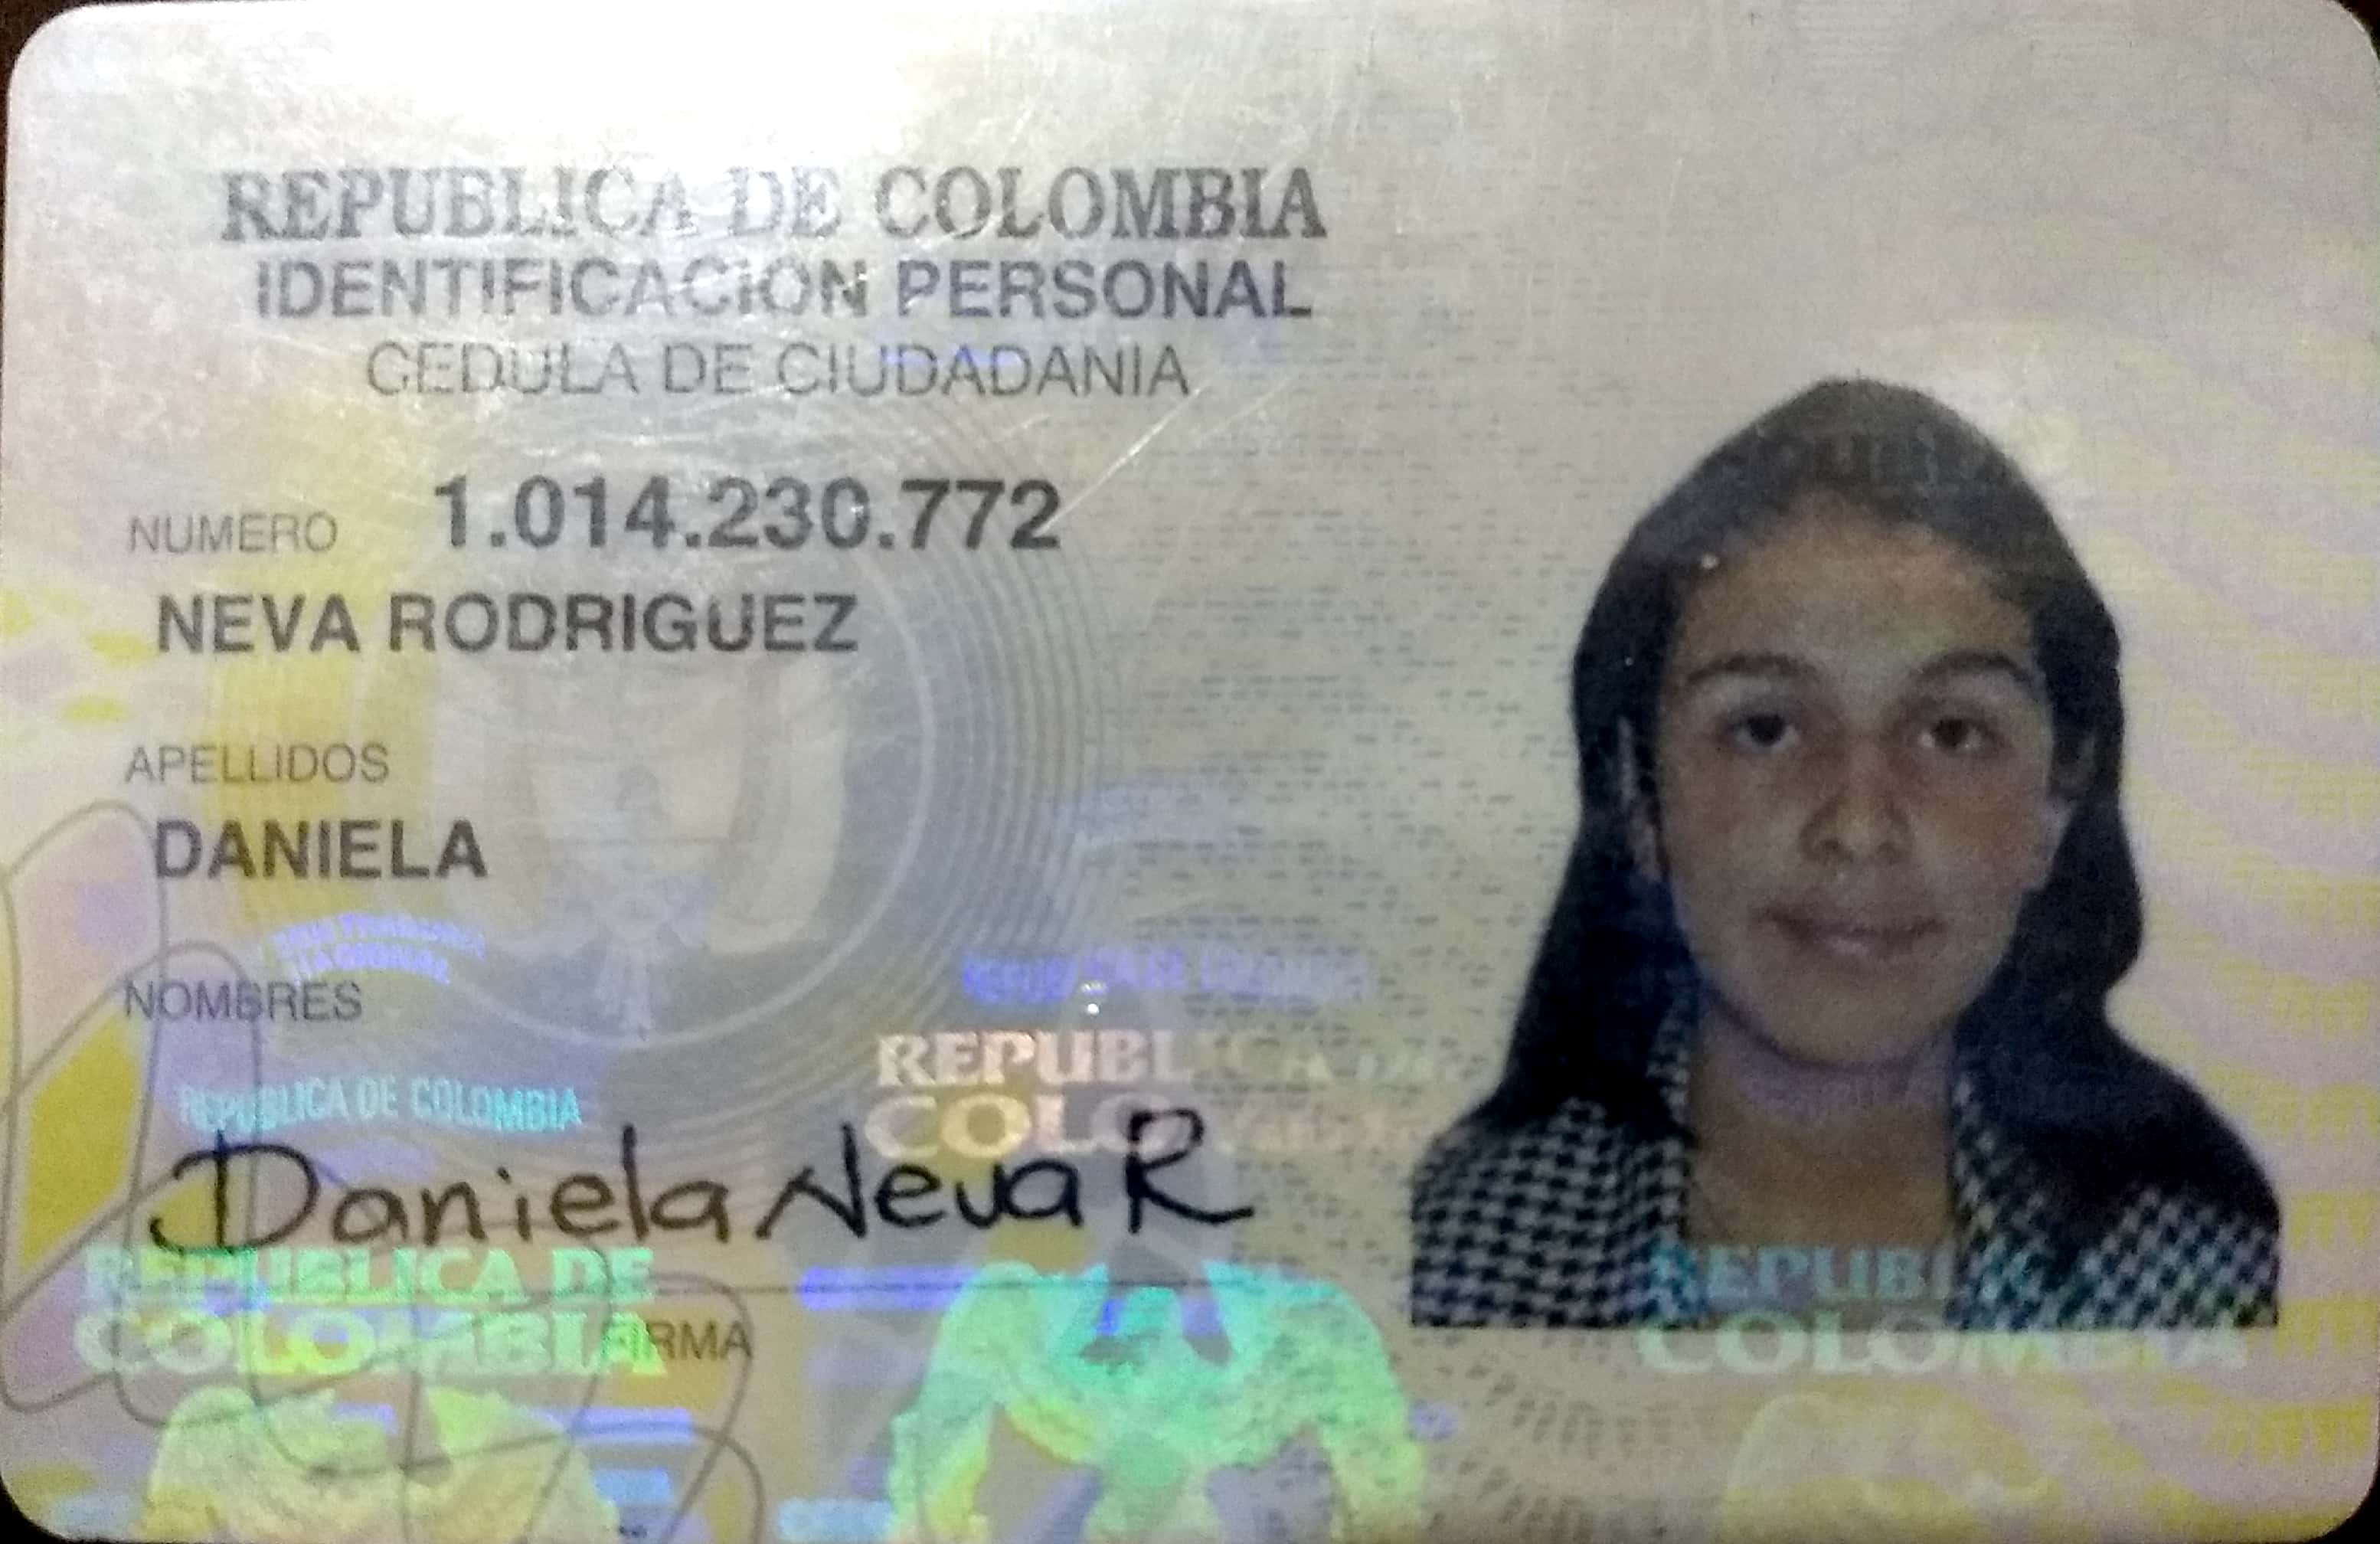 REPUBLICA DE COLOMBIA
IDENTIFICACION PERSONAL
CEDULA DE CIUDADANIA
NUMERO 1.014.230.772
NEVA RODRIGUEZ
APELLIDOS
DANIELA
NOMBRES
REPUBLICA DE COLOMBIA
REPUBLICA DE
COLOMBIA
Daniela Neva R
REPUBLICA DE
COLOMBIA
FIRMA
REPUBLICA
COLOMBIA